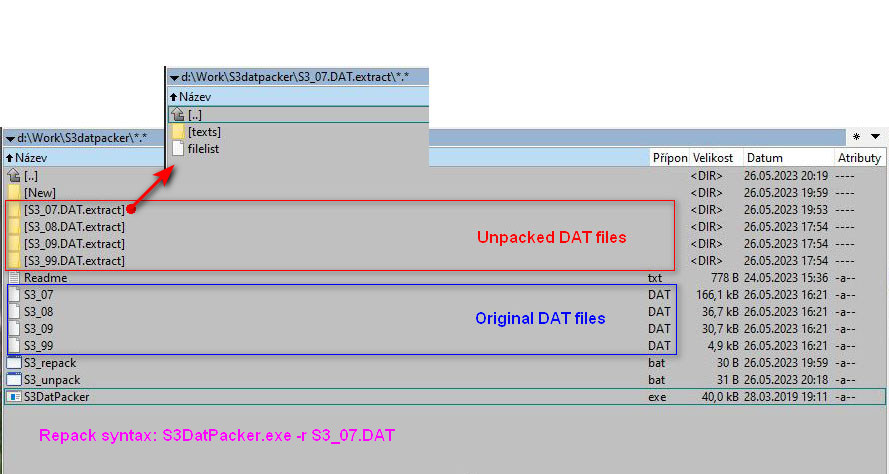 d:\Work\S3datpacker\S3_07.DAT.extract\*.*
Název
[..]
[texts]
filelist
d:\Work\S3datpacker\*.* * ▼
Název Přípon Velikost Datum Atributy
[..] <DIR> 26.05.2023 20:19 ----
[New] <DIR> 26.05.2023 19:59 ----
[S3_07.DAT.extract] <DIR> 26.05.2023 19:53 ----
[S3_08.DAT.extract] <DIR> 26.05.2023 17:54 ----
Unpacked DAT files
[S3_09.DAT.extract] <DIR> 26.05.2023 17:54 ----
[S3_99.DAT.extract] <DIR> 26.05.2023 17:54 ----
Readme txt 778 B 24.05.2023 15:36 -a--
S3_07 DAT 166,1 kB 26.05.2023 16:21 -a--
S3_08 DAT 36,7 kB 26.05.2023 16:21 -a--
Original DAT files
S3_09 DAT 30,7 kB 26.05.2023 16:21 -a--
S3_99 DAT 4,9 kB 26.05.2023 16:21 -a--
S3_repack bat 30 B 26.05.2023 19:59 -a--
S3_unpack bat 31 B 26.05.2023 20:18 -a--
S3DatPacker exe 40,0 kB 28.03.2019 19:11 -a--
Repack syntax: S3DatPacker.exe -r S3_07.DAT